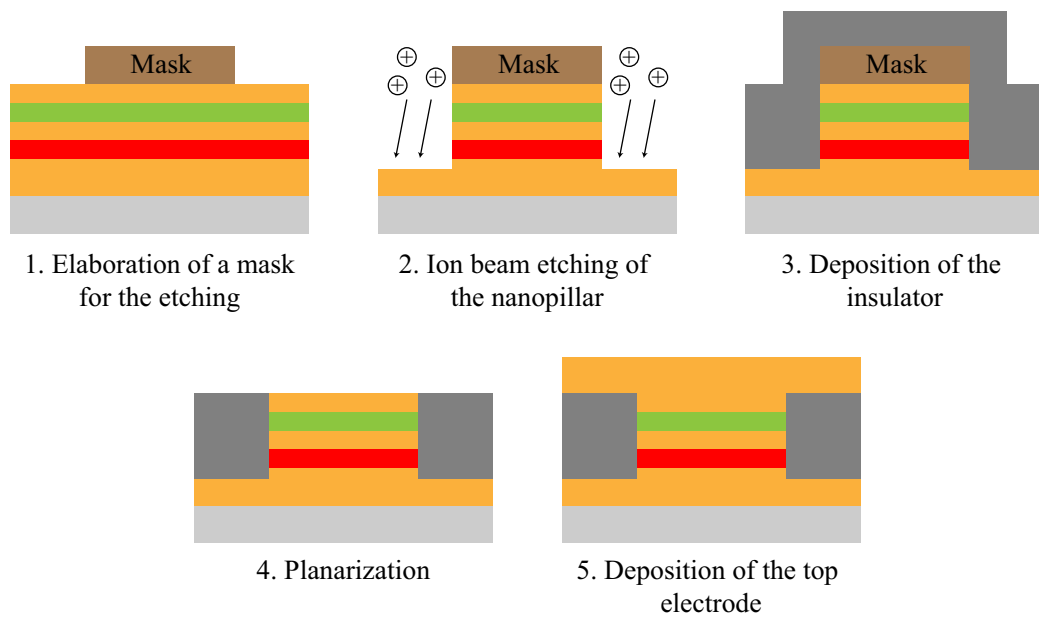 Mask
Mask
Mask
1. Elaboration of a mask
for the etching
2. Ion beam etching of
the nanopillar
3. Deposition of the
insulator
4. Planarization
5. Deposition of the top
electrode